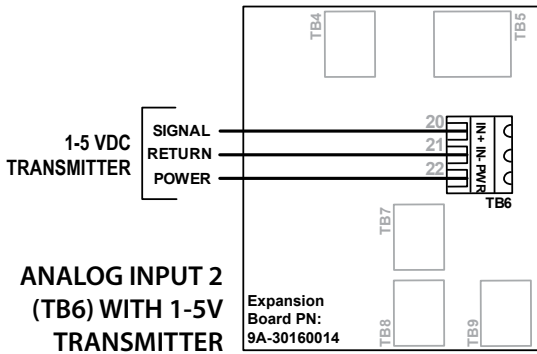 TB4
TB5
1-5 VDC
TRANSMITTER
SIGNAL
RETURN
POWER
20
21
22
IN+
IN-
PWR
TB6
TB7
TB8
TB9
ANALOG INPUT 2
(TB6) WITH 1-5V
TRANSMITTER
Expansion
Board PN:
9A-30160014